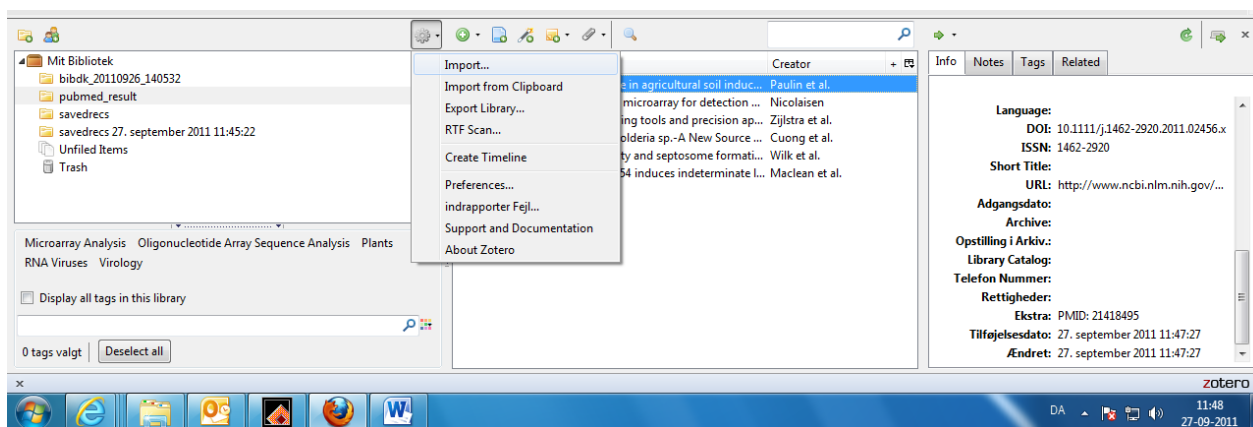 Mit Bibliotek
bibdk_20110926_140532
pubmed_result
savedrecs
savedrecs 27. september 2011 11:45:22
Unfiled Items
Trash
Microarray Analysis Oligonucleotide Array Sequence Analysis Plants
RNA Viruses Virology
Display all tags in this library
0 tags valgt Deselect all
Import...
Import from Clipboard
Export Library...
RTF Scan...
Create Timeline
Preferences...
indrapporter Fejl...
Support and Documentation
About Zotero
Creator +
e in agricultural soil induc... Paulin et al.
microarray for detection ... Nicolaisen
ing tools and precision ap... Zijlstra et al.
olderia sp.-A New Source ... Cuong et al.
ty and septosome formati... Wilk et al.
54 induces indeterminate l... Maclean et al.
Info Notes Tags Related
Language:
DOI: 10.1111/j.1462-2920.2011.02456.x
ISSN: 1462-2920
Short Title:
URL: http://www.ncbi.nlm.nih.gov/...
Adgangsdato:
Archive:
Opstilling i Arkiv.:
Library Catalog:
Telefon Nummer:
Rettigheder:
Ekstra: PMID: 21418495
Tilføjelsesdato: 27. september 2011 11:47:27
Ændret: 27. september 2011 11:47:27
x zotero
DA 11:48
27-09-2011